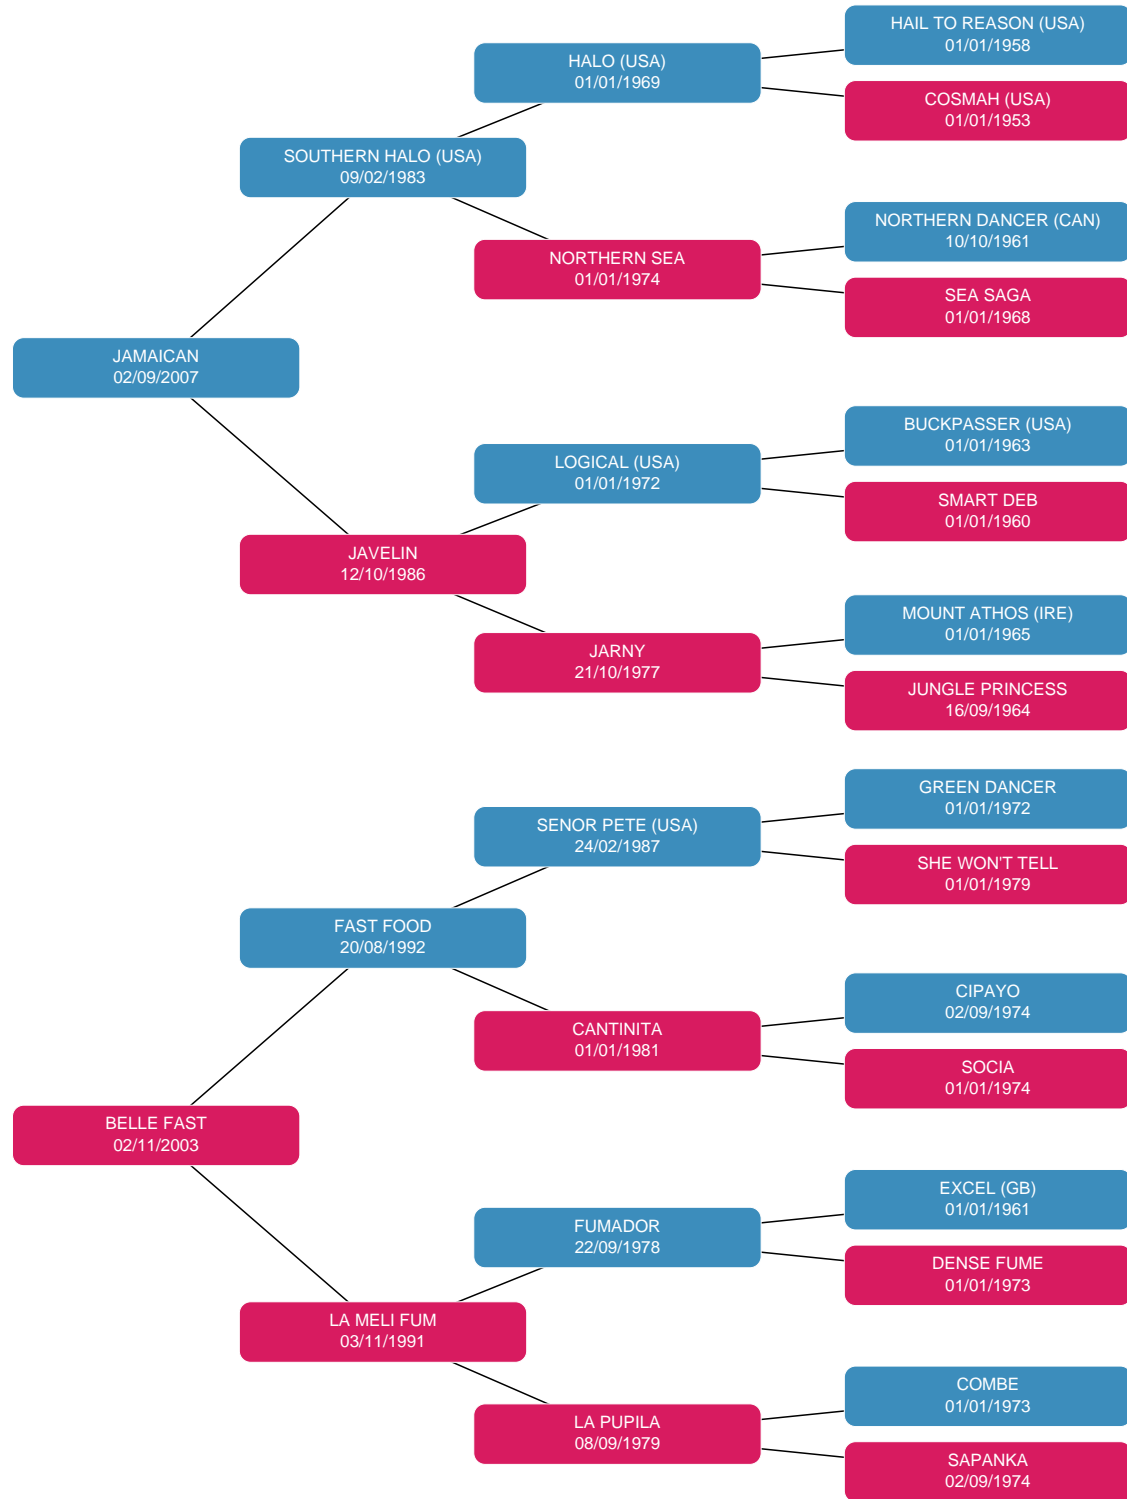 HAIL TO REASON (USA)
01/01/1958
HALO (USA)
01/01/1969
COSMAH (USA)
01/01/1953
SOUTHERN HALO (USA)
09/02/1983
NORTHERN DANCER (CAN)
10/10/1961
NORTHERN SEA
01/01/1974
SEA SAGA
01/01/1968
JAMAICAN
02/09/2007
BUCKPASSER (USA)
01/01/1963
LOGICAL (USA)
01/01/1972
SMART DEB
01/01/1960
JAVELIN
12/10/1986
MOUNT ATHOS (IRE)
01/01/1965
JARNY
21/10/1977
JUNGLE PRINCESS
16/09/1964
GREEN DANCER
01/01/1972
SENOR PETE (USA)
24/02/1987
SHE WON'T TELL
01/01/1979
FAST FOOD
20/08/1992
CIPAYO
02/09/1974
CANTINITA
01/01/1981
SOCIA
01/01/1974
BELLE FAST
02/11/2003
EXCEL (GB)
01/01/1961
FUMADOR
22/09/1978
DENSE FUME
01/01/1973
LA MELI FUM
03/11/1991
COMBE
01/01/1973
LA PUPILA
08/09/1979
SAPANKA
02/09/1974